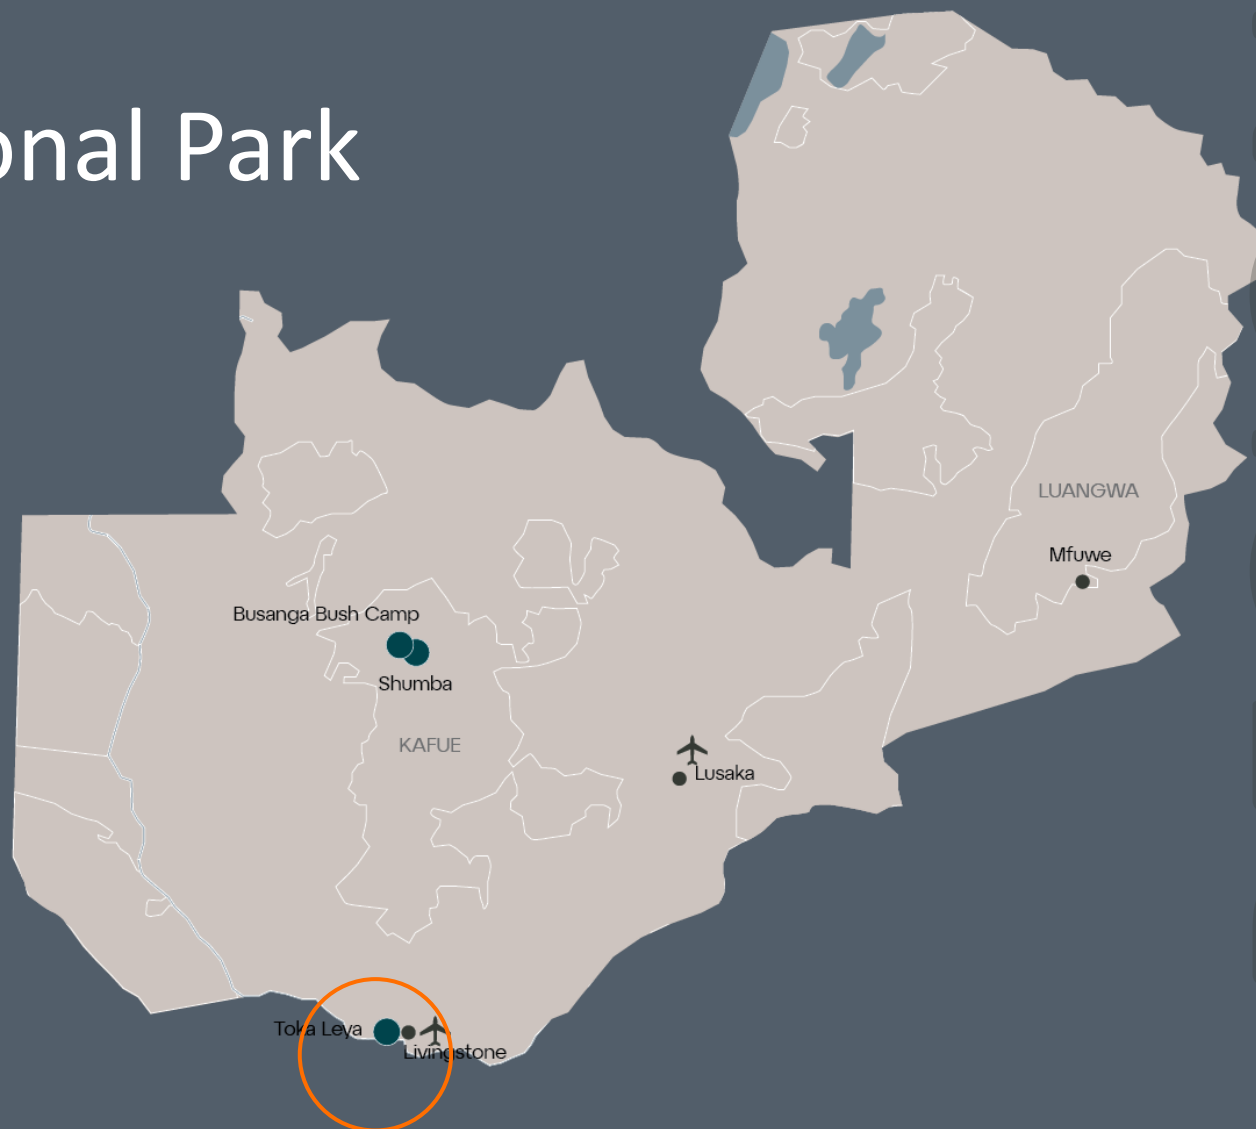 onal Park
LUANGWA
Mfuwe
Busanga Bush Camp
Shumba
KAFUE
Lusaka
Toka Leya
Livingstone